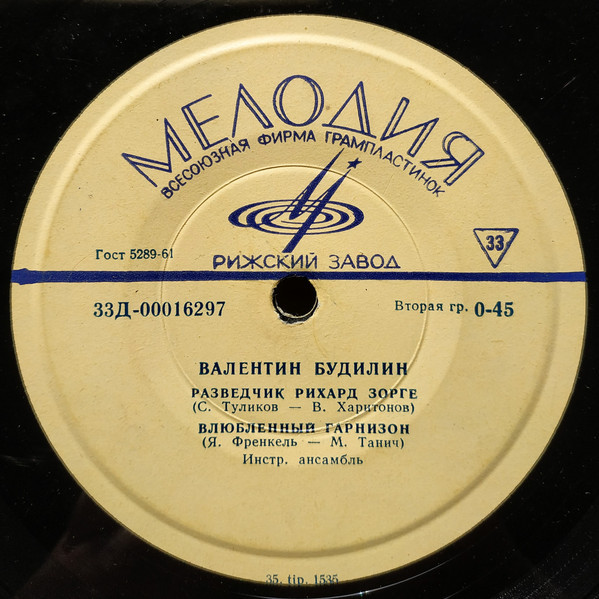 МЕЛОДИЯ
ВСЕСОЮЗНАЯ ФИРМА ГРАМПЛАСТИНОК
Гост 5289-61
33
РИЖСКИЙ ЗАВОД
33Д-00016297
Вторая гр. 0-45
ВАЛЕНТИН БУДИЛИН
РАЗВЕДЧИК РИХАРД ЗОРГЕ
(С. Туликов — В. Харитонов)
ВЛЮБЛЕННЫЙ ГАРНИЗОН
(Я. Френкель — М. Танич)
Инстр. ансамбль
35. tip. 1535